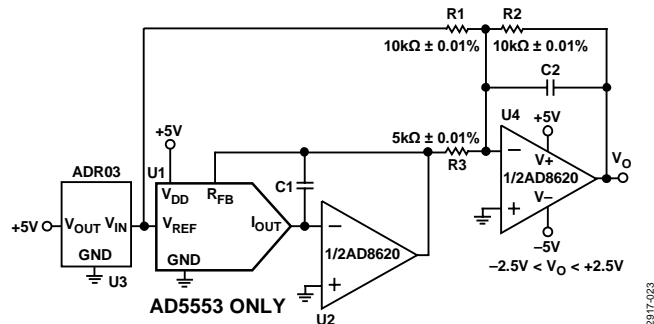 R1
R2
10kΩ ± 0.01%
10kΩ ± 0.01%
C2
U4
+5V
5kΩ ± 0.01%
+5V
ADR03
U1
R3
–
V+
VO
1/2AD8620
VDD
RFB
C1
+5V
VOUT VIN
VREF
IOUT
–
V–
+
GND
GND
1/2AD8620
–5V
U3
+
–2.5V < VO < +2.5V
AD5553 ONLY
U2
2917-023